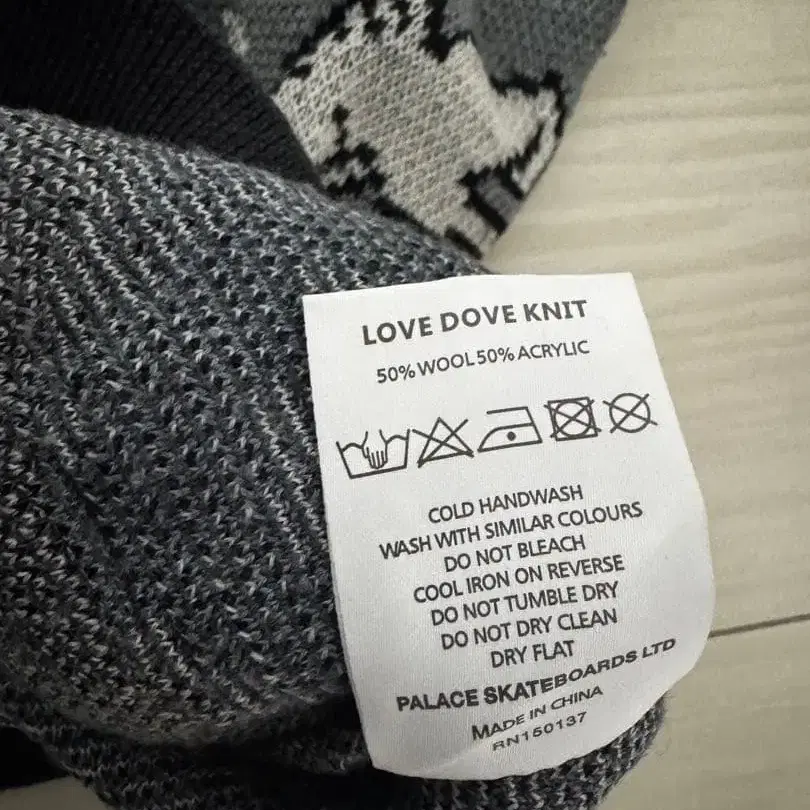 LOVE DOVE KNIT
50% WOOL 50% ACRYLIC
COLD HANDWASH
WASH WITH SIMILAR COLOURS
DO NOT BLEACH
COOL IRON ON REVERSE
DO NOT TUMBLE DRY
DO NOT DRY CLEAN
DRY FLAT
PALACE SKATEBOARDS LTD
MADE IN CHINA
RN150137